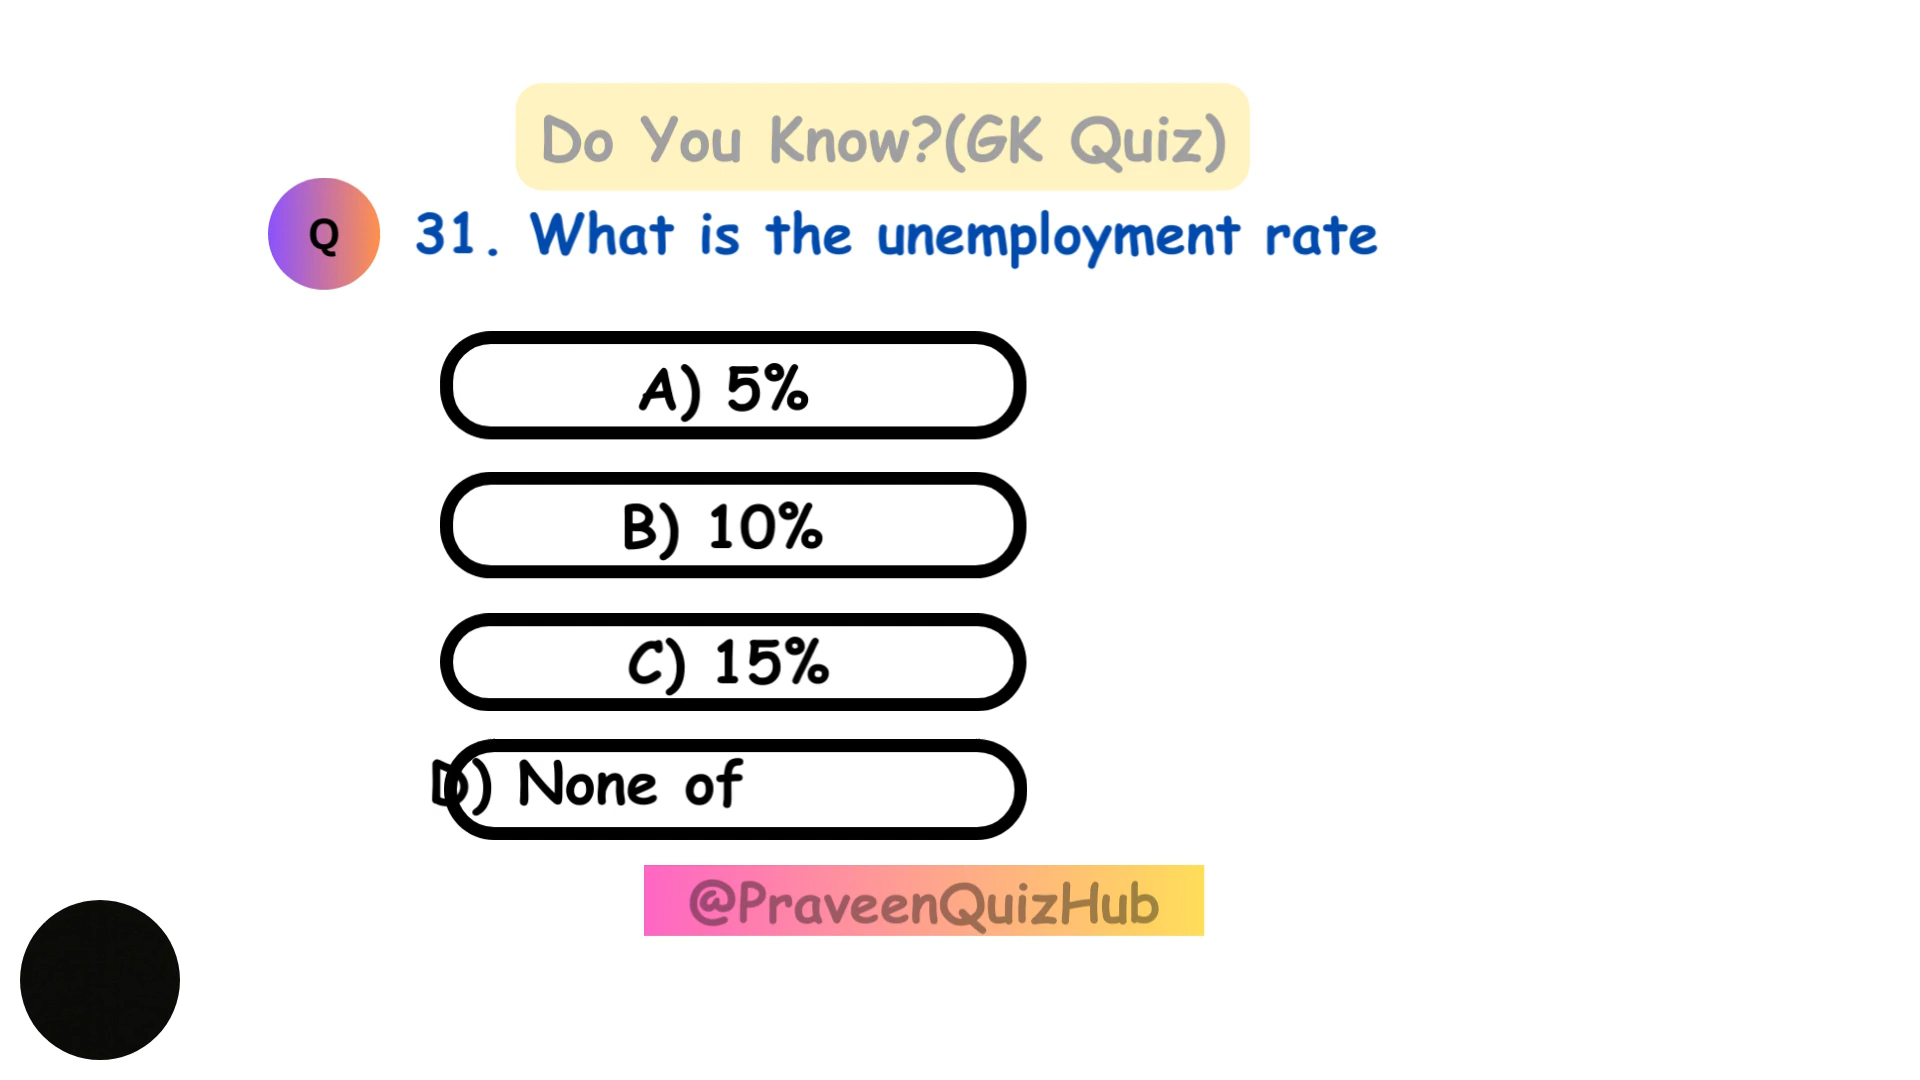 Do You Know?(GK Quiz)
Q
31. What is the unemployment rate
A) 5%
B) 10%
C) 15%
D) None of
@PraveenQuizHub